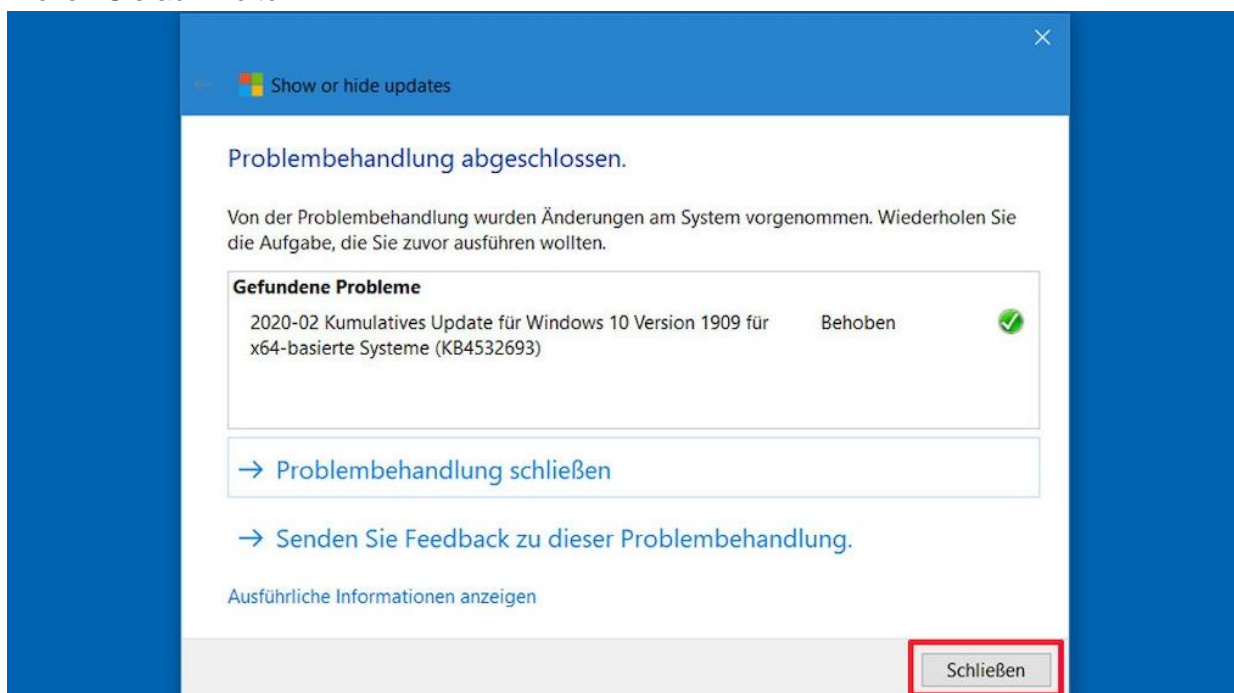 Show or hide updates
Problembehandlung abgeschlossen.
Von der Problembehandlung wurden Änderungen am System vorgenommen. Wiederholen Sie
die Aufgabe, die Sie zuvor ausführen wollten.
Gefundene Probleme
2020-02 Kumulatives Update für Windows 10 Version 1909 für
x64-basierte Systeme (KB4532693)
Behoben
→ Problembehandlung schließen
→ Senden Sie Feedback zu dieser Problembehandlung.
Ausführliche Informationen anzeigen
Schließen